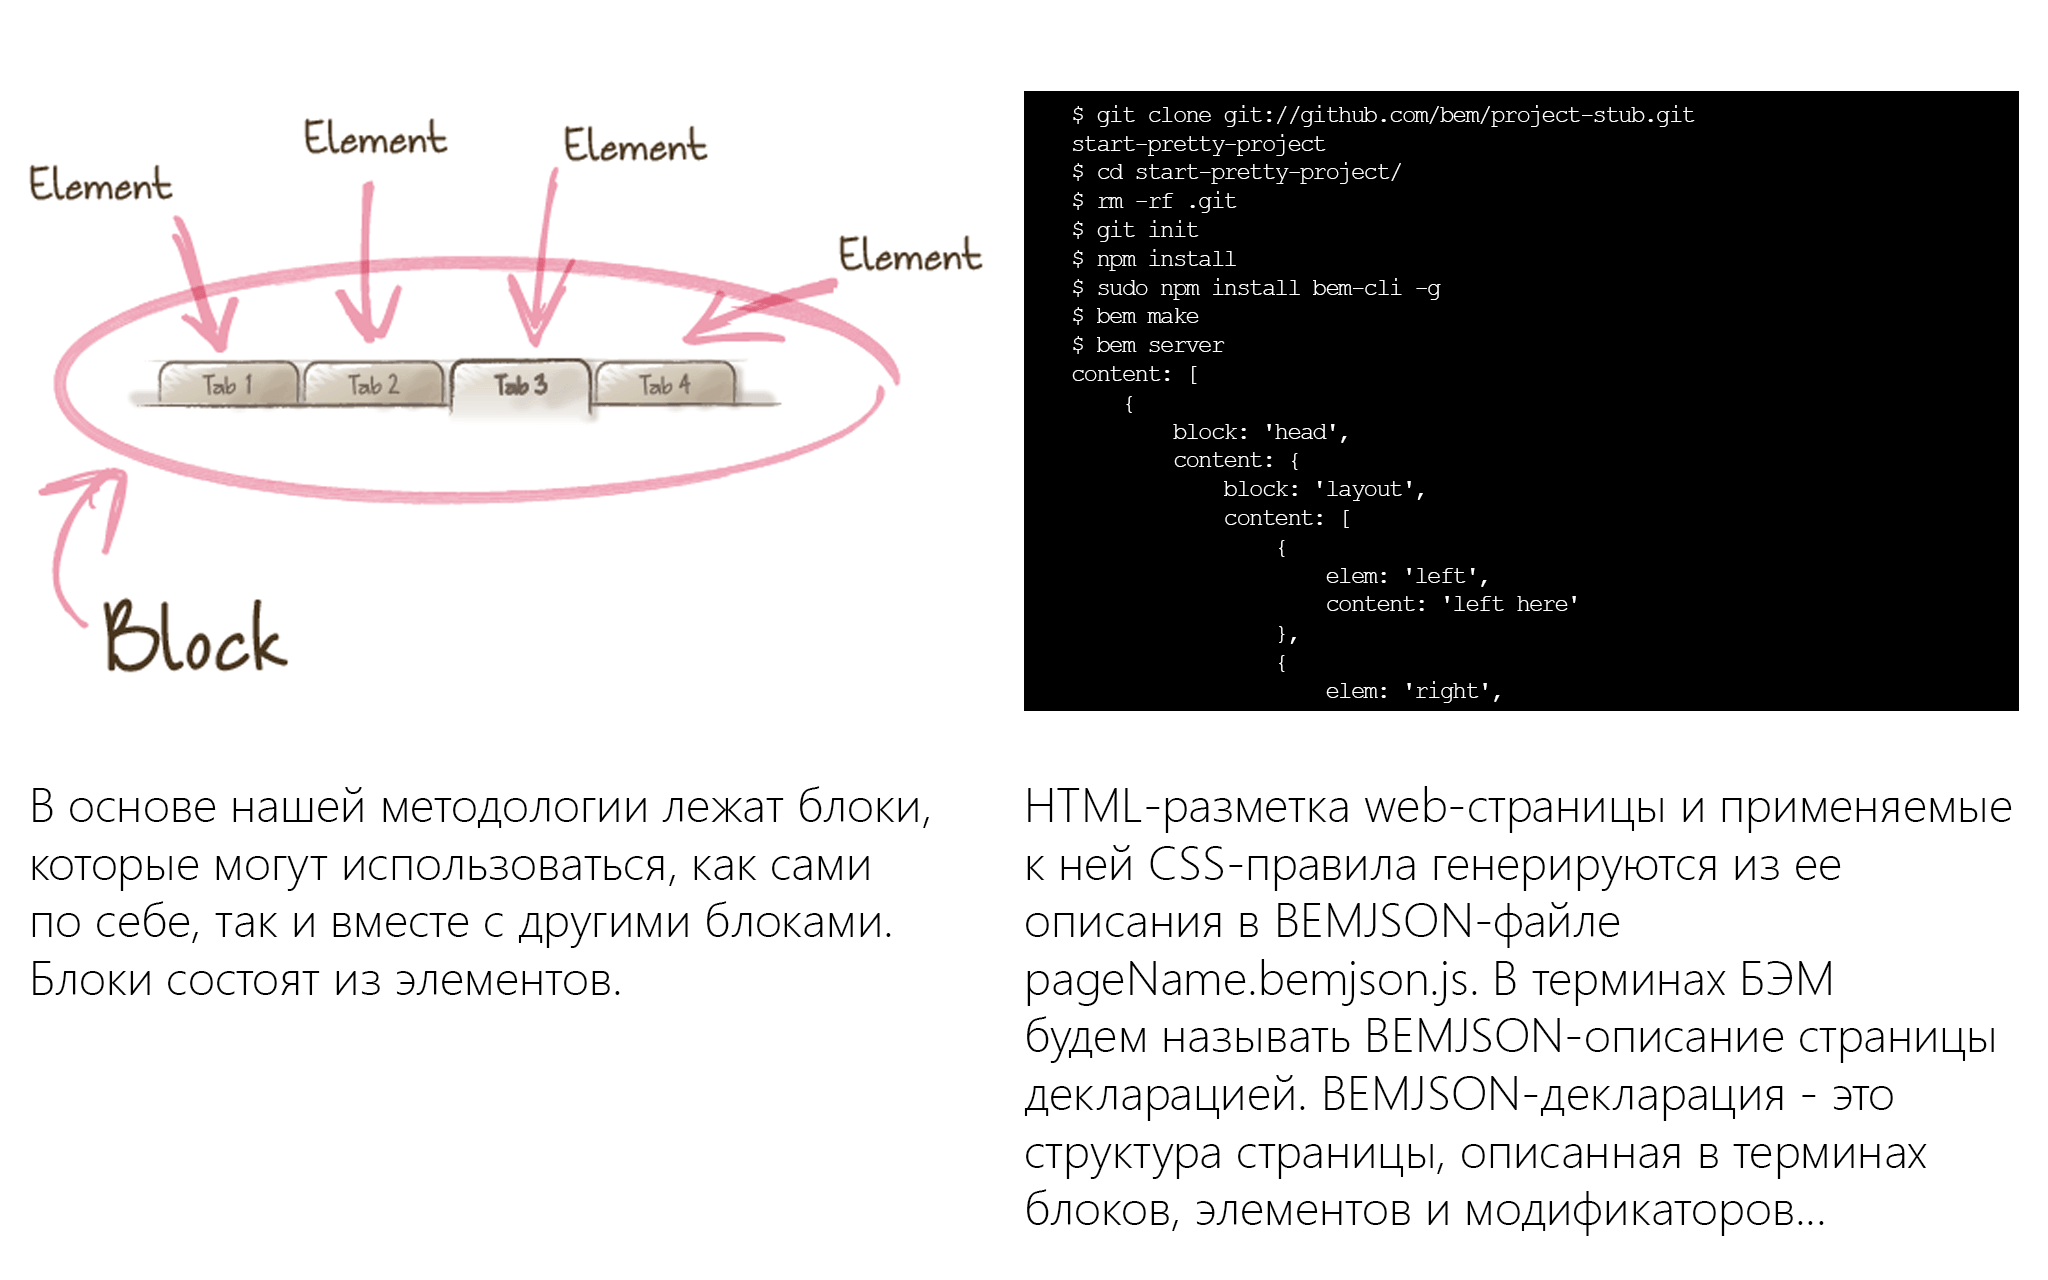 Element
Element
Element
Element
Tab 1
Tab 2
Tab 3
Tab 4
Block
В основе нашей методологии лежат блоки,
которые могут использоваться, как сами
по себе, так и вместе с другими блоками.
Блоки состоят из элементов.
$ git clone git://github.com/bem/project-stub.git
start-pretty-project
$ cd start-pretty-project/
$ rm -rf .git
$ git init
$ npm install
$ sudo npm install bem-cli -g
$ bem make
$ bem server
content: [
    {
        block: 'head',
        content: {
            block: 'layout',
            content: [
                {
                    elem: 'left',
                    content: 'left here'
                },
                {
                    elem: 'right',
HTML-разметка web-страницы и применяемые
к ней CSS-правила генерируются из ее
описания в BEMJSON-файле
pageName.bemjson.js. В терминах БЭМ
будем называть BEMJSON-описание страницы
декларацией. BEMJSON-декларация - это
структура страницы, описанная в терминах
блоков, элементов и модификаторов...